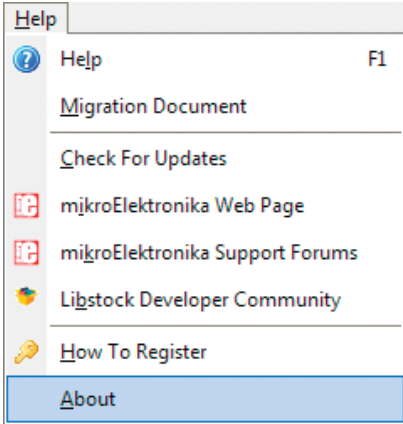 Help
Help F1
Migration Document
Check For Updates
mikroElektronika Web Page
mikroElektronika Support Forums
Libstock Developer Community
How To Register
About